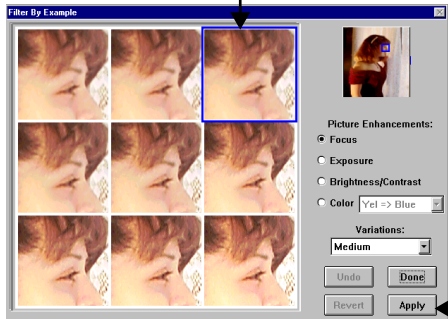 Filter By Example
Picture Enhancements:
Focus
Exposure
Brightness/Contrast
Color Yel => Blue
Variations:
Medium
Undo Done
Revert Apply